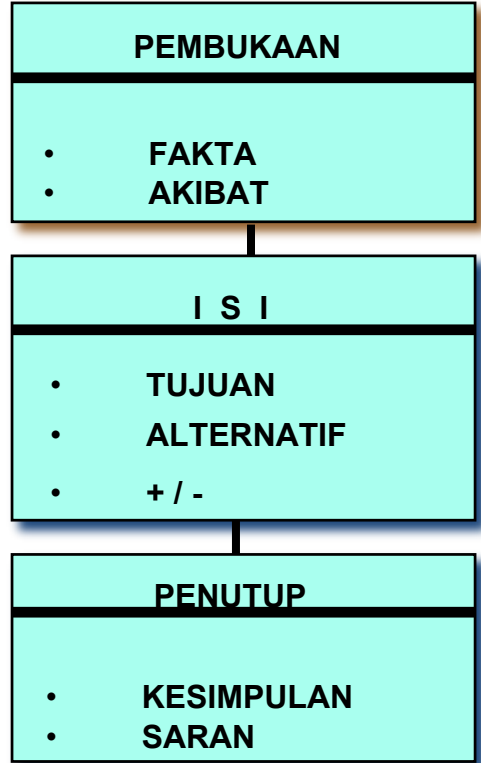 PEMBUKAAN
• FAKTA
• AKIBAT
I S I
• TUJUAN
• ALTERNATIF
• + / -
PENUTUP
• KESIMPULAN
• SARAN